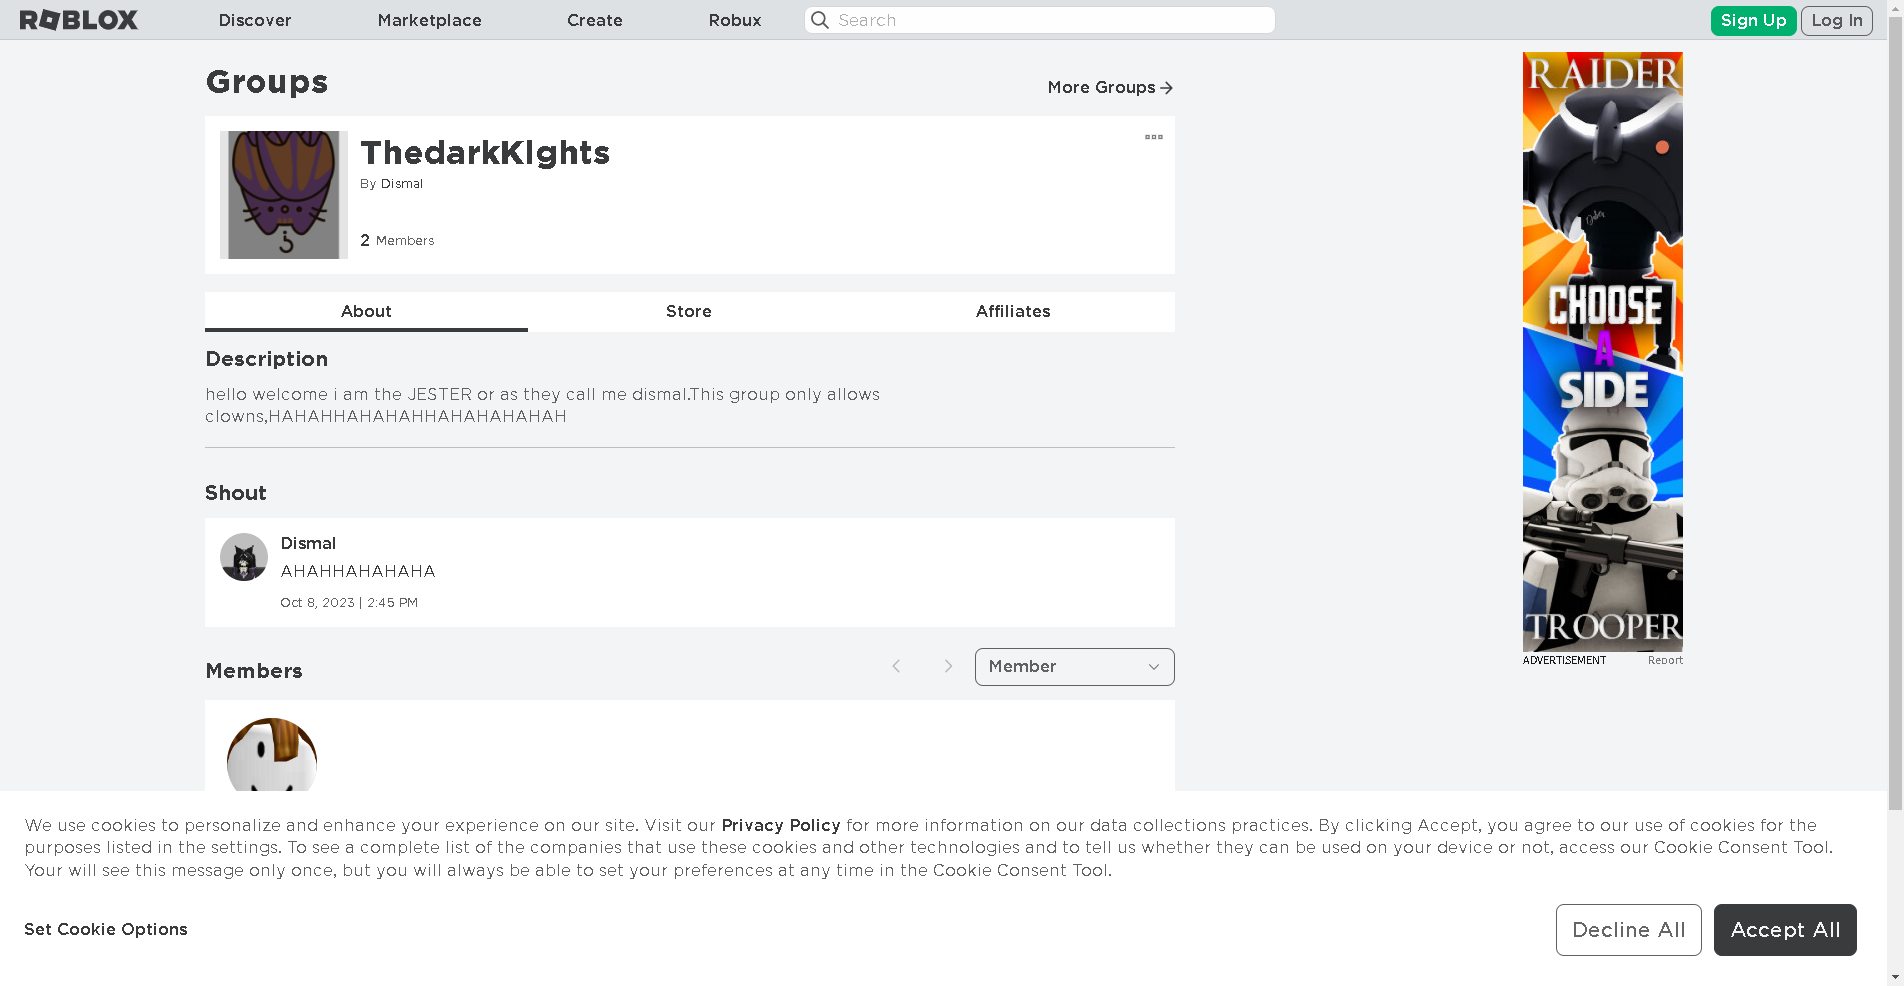 ROBLOX
Discover
Marketplace
Create
Robux
Search
Sign Up
Log In
Groups
More Groups
ThedarkKIghts
By Dismal
2 Members
About
Store
Affiliates
Description
hello welcome i am the JESTER or as they call me dismal.This group only allows
clowns,HAHAHHAHAHAHHAHAHAHAHAH
Shout
Dismal
AHAHHAHAHAHA
Oct 8, 2023 | 2:45 PM
Members
Member
RAIDER
CHOOSE
A
SIDE
TROOPER
ADVERTISEMENT
Report
We use cookies to personalize and enhance your experience on our site. Visit our Privacy Policy for more information on our data collections practices. By clicking Accept, you agree to our use of cookies for the
purposes listed in the settings. To see a complete list of the companies that use these cookies and other technologies and to tell us whether they can be used on your device or not, access our Cookie Consent Tool.
Your will see this message only once, but you will always be able to set your preferences at any time in the Cookie Consent Tool.
Set Cookie Options
Decline All
Accept All